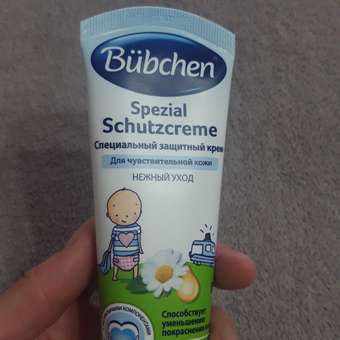 Bübchen
Spezial
Schutzcreme
Специальный защитный крем
Для чувствительной кожи
НЕЖНЫЙ УХОД
Способствует
уменьшению
покраснения